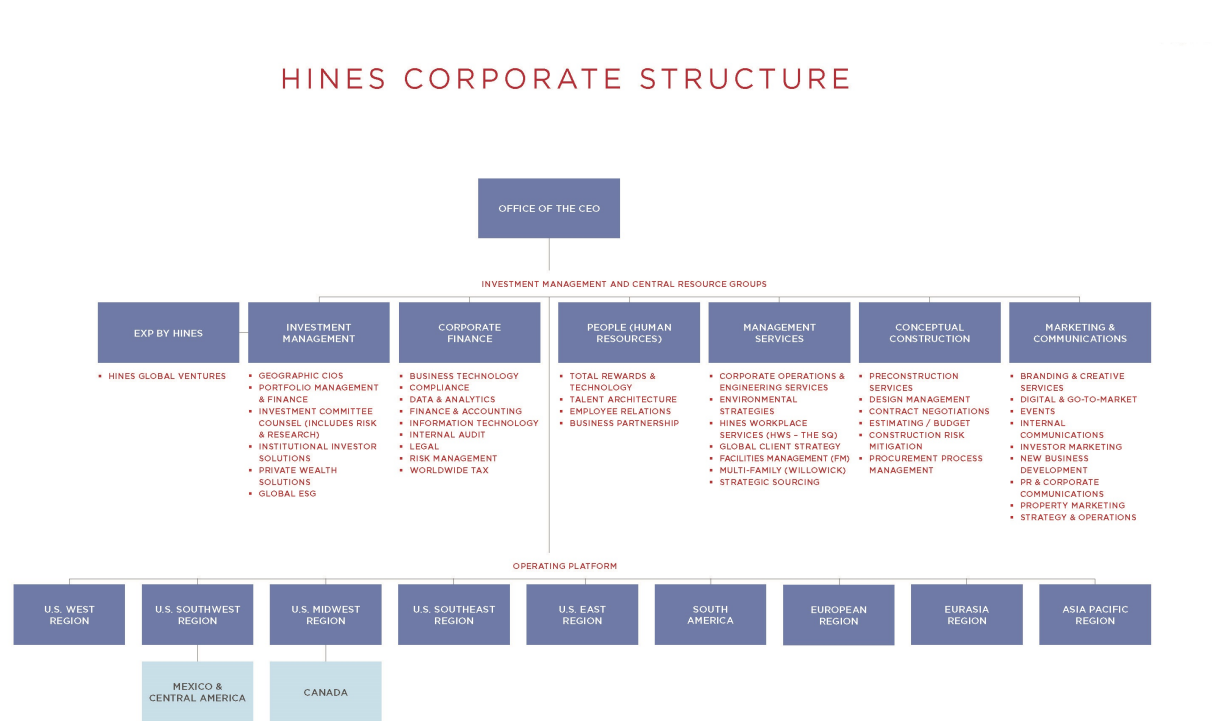 HINES CORPORATE STRUCTURE
OFFICE OF THE CEO
INVESTMENT MANAGEMENT AND CENTRAL RESOURCE GROUPS
EXP BY HINES
▪ HINES GLOBAL VENTURES
INVESTMENT
MANAGEMENT
▪ GEOGRAPHIC CIOS
▪ PORTFOLIO MANAGEMENT
& FINANCE
▪ INVESTMENT COMMITTEE
COUNSEL (INCLUDES RISK
& RESEARCH)
▪ INSTITUTIONAL INVESTOR
SOLUTIONS
▪ PRIVATE WEALTH
SOLUTIONS
▪ GLOBAL ESG
CORPORATE
FINANCE
▪ BUSINESS TECHNOLOGY
▪ COMPLIANCE
▪ DATA & ANALYTICS
▪ FINANCE & ACCOUNTING
▪ INFORMATION TECHNOLOGY
▪ INTERNAL AUDIT
▪ LEGAL
▪ RISK MANAGEMENT
▪ WORLDWIDE TAX
PEOPLE (HUMAN
RESOURCES)
▪ TOTAL REWARDS &
TECHNOLOGY
▪ TALENT ARCHITECTURE
▪ EMPLOYEE RELATIONS
▪ BUSINESS PARTNERSHIP
MANAGEMENT
SERVICES
▪ CORPORATE OPERATIONS &
ENGINEERING SERVICES
▪ ENVIRONMENTAL
STRATEGIES
▪ HINES WORKPLACE
SERVICES (HWS – THE SQ)
▪ GLOBAL CLIENT STRATEGY
▪ FACILITIES MANAGEMENT (FM)
▪ MULTI-FAMILY (WILLOWICK)
▪ STRATEGIC SOURCING
CONCEPTUAL
CONSTRUCTION
▪ PRECONSTRUCTION
SERVICES
▪ DESIGN MANAGEMENT
▪ CONTRACT NEGOTIATIONS
▪ ESTIMATING / BUDGET
▪ CONSTRUCTION RISK
MITIGATION
▪ PROCUREMENT PROCESS
MANAGEMENT
MARKETING &
COMMUNICATIONS
▪ BRANDING & CREATIVE
SERVICES
▪ DIGITAL & GO-TO-MARKET
▪ EVENTS
▪ INTERNAL
COMMUNICATIONS
▪ INVESTOR MARKETING
▪ NEW BUSINESS
DEVELOPMENT
▪ PR & CORPORATE
COMMUNICATIONS
▪ PROPERTY MARKETING
▪ STRATEGY & OPERATIONS
OPERATING PLATFORM
U.S. WEST
REGION
U.S. SOUTHWEST
REGION
U.S. MIDWEST
REGION
U.S. SOUTHEAST
REGION
U.S. EAST
REGION
SOUTH
AMERICA
EUROPEAN
REGION
EURASIA
REGION
ASIA PACIFIC
REGION
MEXICO &
CENTRAL AMERICA
CANADA